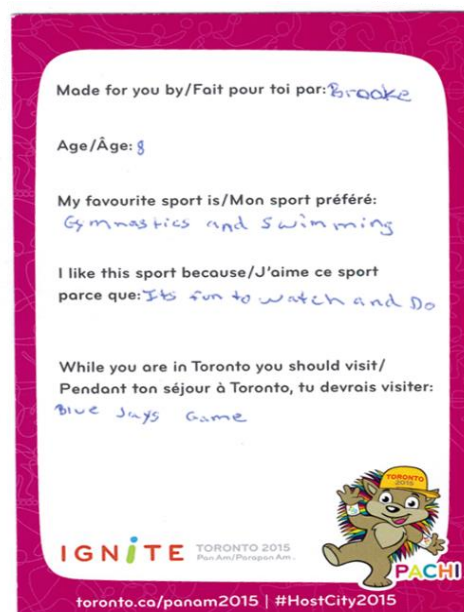 Made for you by/Fait pour toi par: Brooke
Age/Âge: 8
My favourite sport is/Mon sport préféré:
Gymnastics and Swimming
I like this sport because/J'aime ce sport
parce que: Its fun to watch and Do
While you are in Toronto you should visit/
Pendant ton séjour à Toronto, tu devrais visiter:
Blue Jays Game
TORONTO
2015
IGNiTE TORONTO 2015
Pan Am/Parapan Am
PACHI
toronto.ca/panam2015 | #HostCity2015